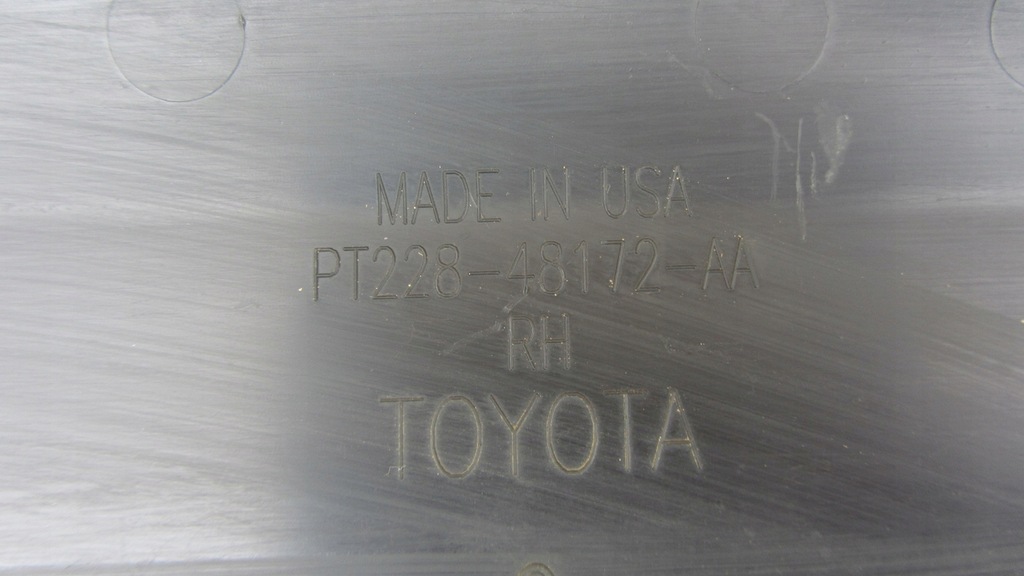 MADE IN USA
PT228-48172-AA
RH
TOYOTA